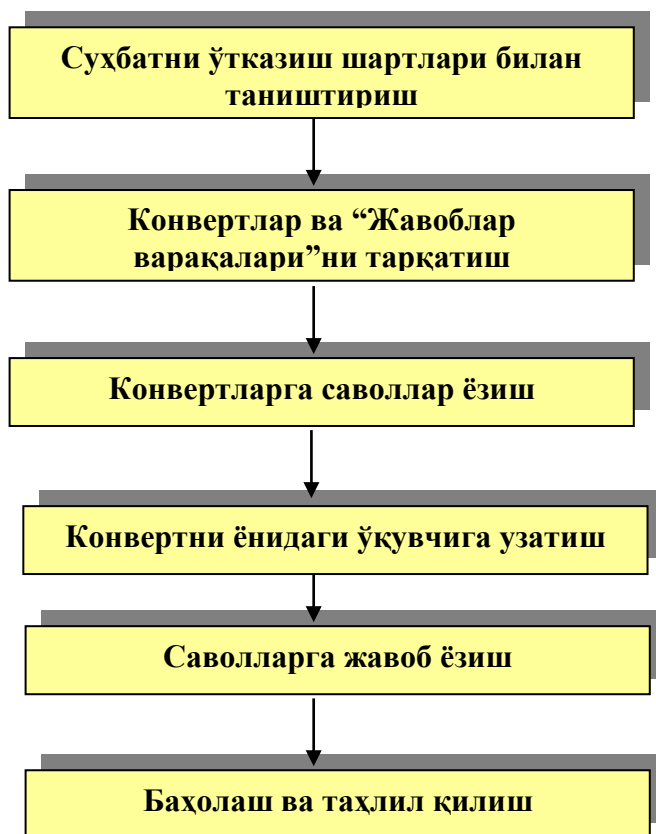 Суҳбатни ўтказиш шартлари билан
таништириш
Конвертлар ва “Жавоблар
варақалари”ни тарқатиш
Конвертларга саволлар ёзиш
Конвертни ёнидаги ўқувчига узатиш
Саволларга жавоб ёзиш
Баҳолаш ва таҳлил қилиш